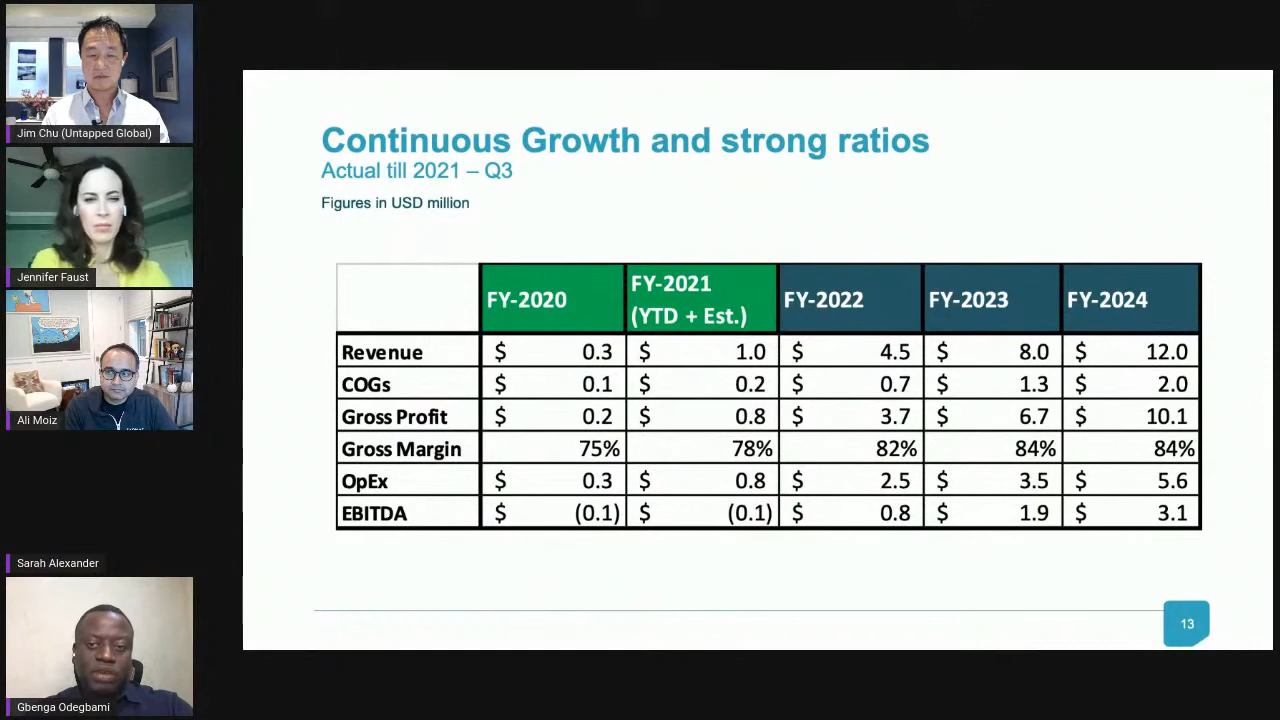 Jim Chu (Untapped Global)
Jennifer Faust
Ali Moiz
Sarah Alexander
Gbenga Odegbami
Continuous Growth and strong ratios
Actual till 2021 – Q3
Figures in USD million
FY-2020 FY-2021 (YTD + Est.) FY-2022 FY-2023 FY-2024
Revenue $ 0.3 $ 1.0 $ 4.5 $ 8.0 $ 12.0
COGs $ 0.1 $ 0.2 $ 0.7 $ 1.3 $ 2.0
Gross Profit $ 0.2 $ 0.8 $ 3.7 $ 6.7 $ 10.1
Gross Margin 75% 78% 82% 84% 84%
OpEx $ 0.3 $ 0.8 $ 2.5 $ 3.5 $ 5.6
EBITDA $ (0.1) $ (0.1) $ 0.8 $ 1.9 $ 3.1
13